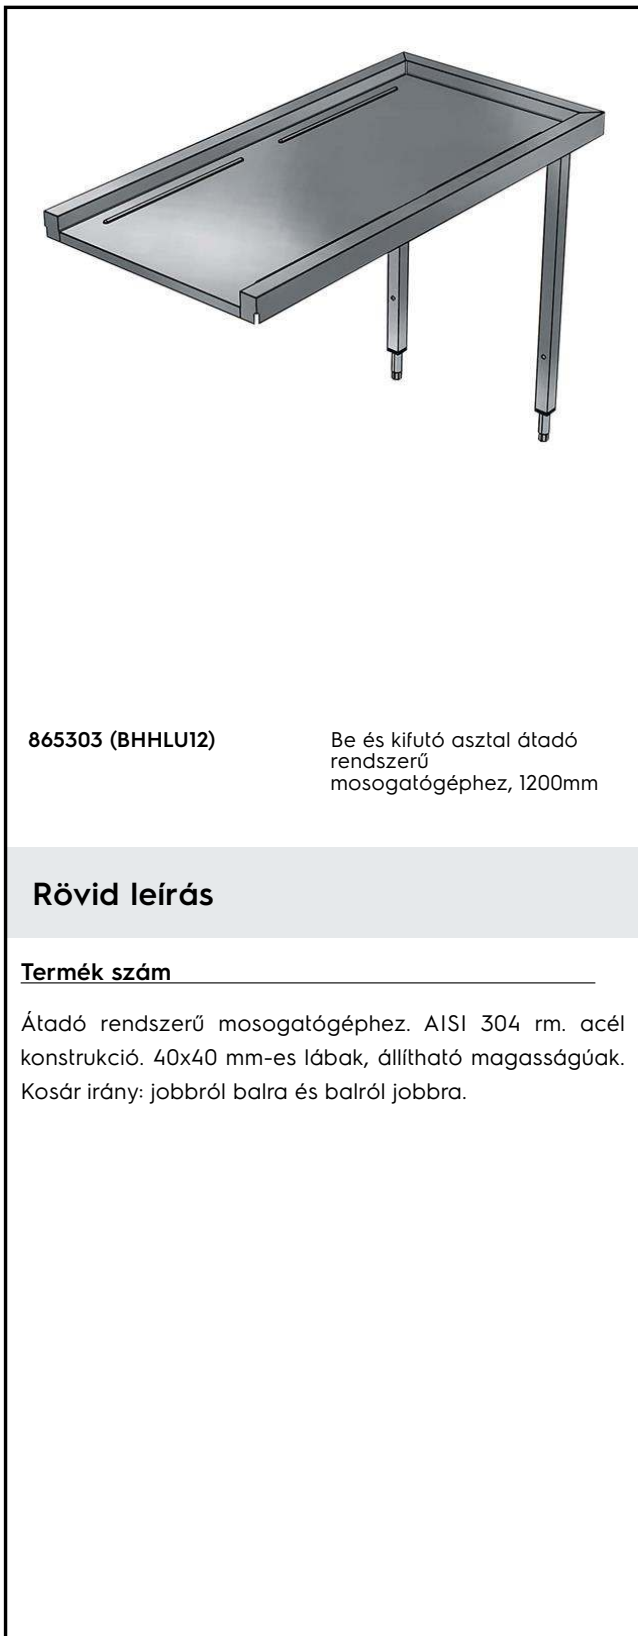 865303 (BHHLU12)
Be és kifutó asztal átadó
rendszerű
mosogatógéphez, 1200mm
Rövid leírás
Termék szám
Átadó rendszerű mosogatógéphez. AISI 304 rm. acél
konstrukció. 40x40 mm-es lábak, állítható magasságúak.
Kosár irány: jobbról balra és balról jobbra.